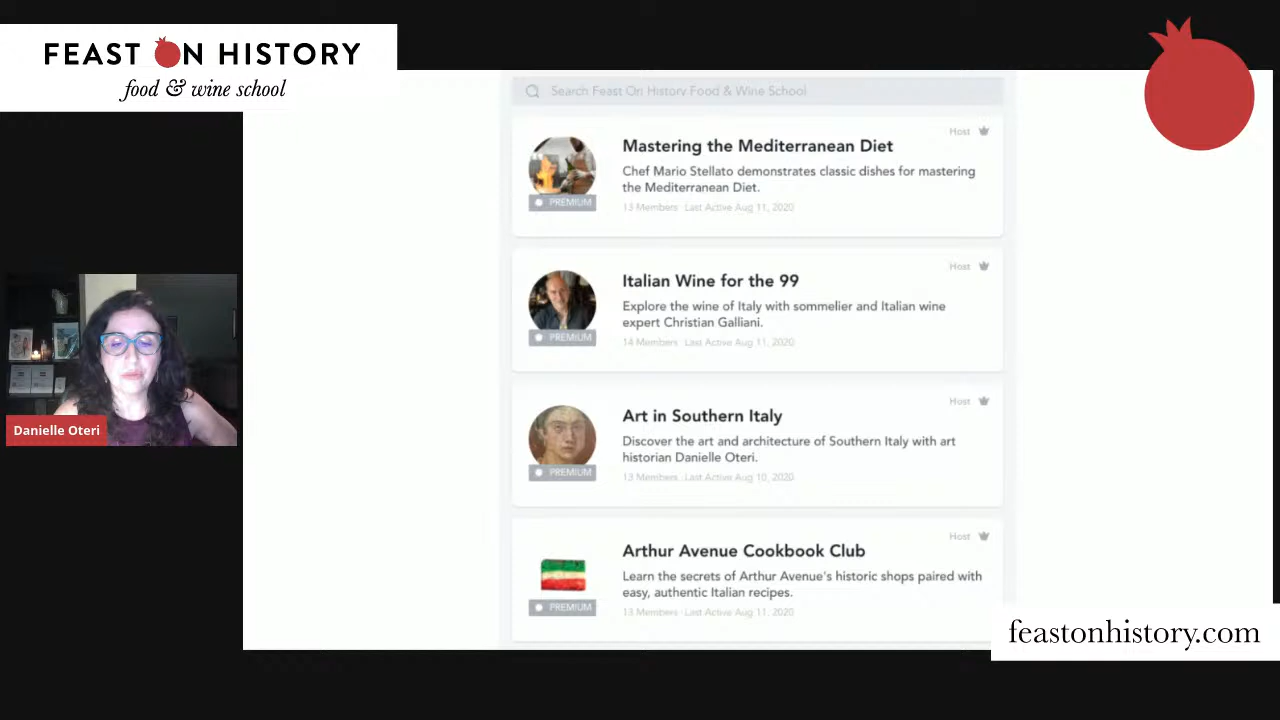 FEAST ON HISTORY
food & wine school
Search Feast On History Food & Wine School
Host
Mastering the Mediterranean Diet
Chef Mario Stellato demonstrates classic dishes for mastering
the Mediterranean Diet.
PREMIUM
13 Members · Last Active Aug 11, 2020
Host
Italian Wine for the 99
Explore the wine of Italy with sommelier and Italian wine
expert Christian Galliani.
PREMIUM
14 Members · Last Active Aug 11, 2020
Host
Art in Southern Italy
Discover the art and architecture of Southern Italy with art
historian Danielle Oteri.
PREMIUM
13 Members · Last Active Aug 10, 2020
Host
Arthur Avenue Cookbook Club
Learn the secrets of Arthur Avenue's historic shops paired with
easy, authentic Italian recipes.
PREMIUM
13 Members · Last Active Aug 11, 2020
Danielle Oteri
feastonhistory.com